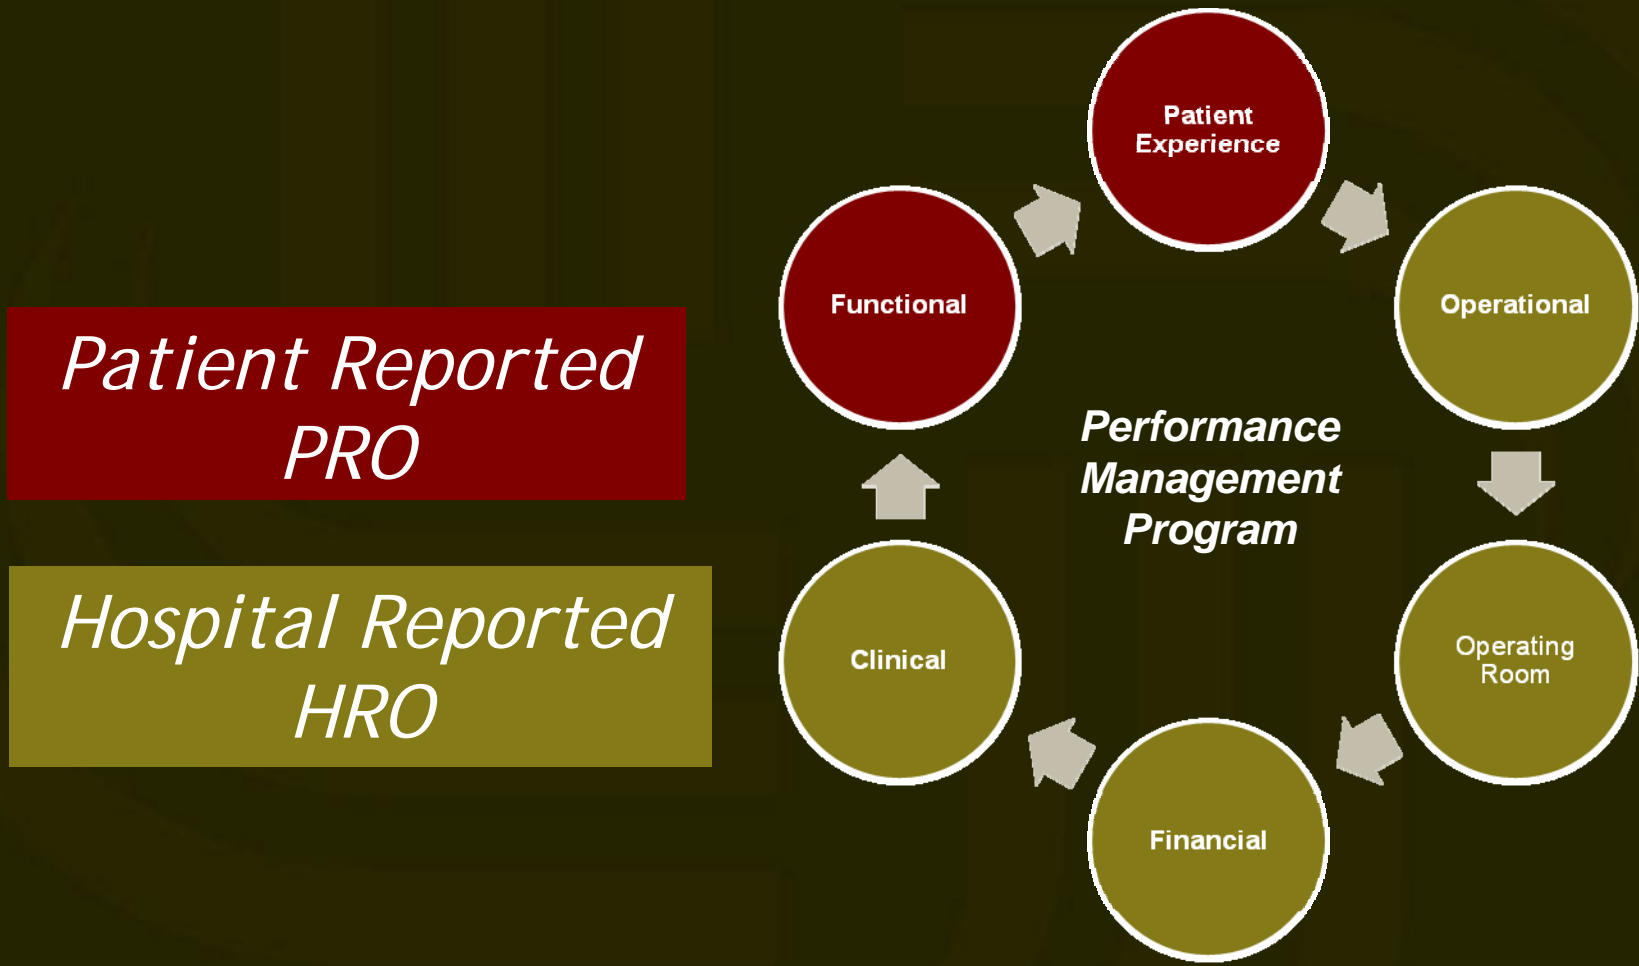 Patient Reported
PRO
Hospital Reported
HRO
Patient
Experience
Operational
Operating
Room
Financial
Clinical
Functional
Performance
Management
Program